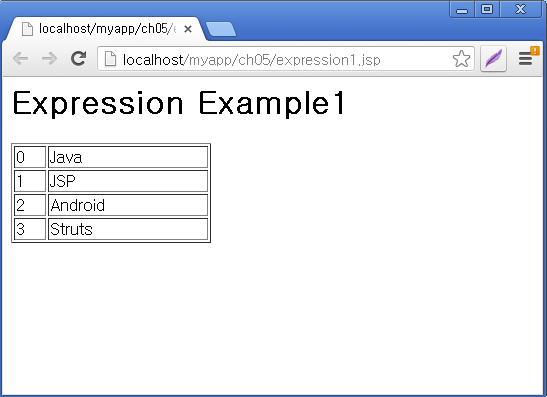 localhost/myapp/ch05/e
localhost/myapp/ch05/expression1.jsp
Expression Example1
0 Java
1 JSP
2 Android
3 Struts